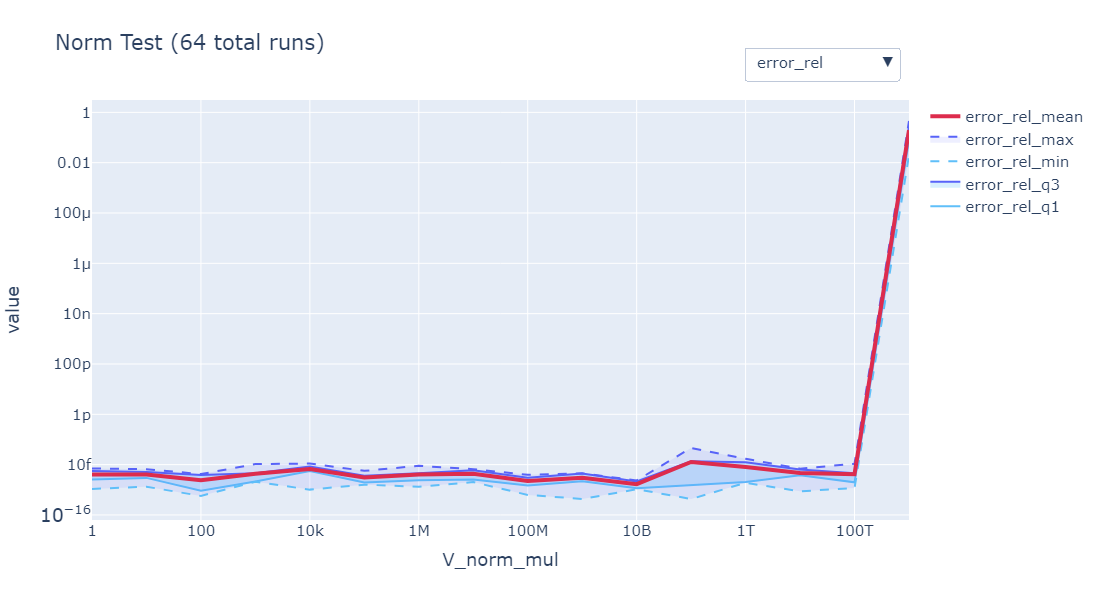 Norm Test (64 total runs)
error_rel ▼
error_rel_mean
error_rel_max
error_rel_min
error_rel_q3
error_rel_q1
value
1
0.01
100μ
1μ
10n
100p
1p
10f
10⁻¹⁶
1 100 10k 1M 100M 10B 1T 100T
V_norm_mul